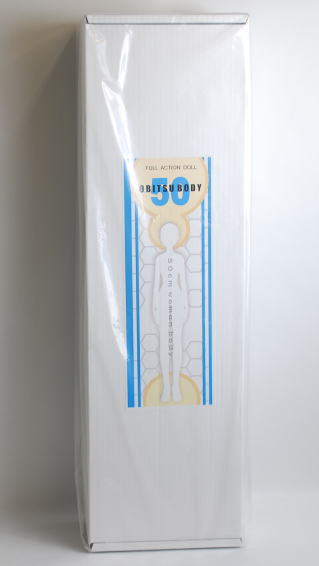 FULL ACTION DOLL
50
OBITSU BODY
50cm woman body